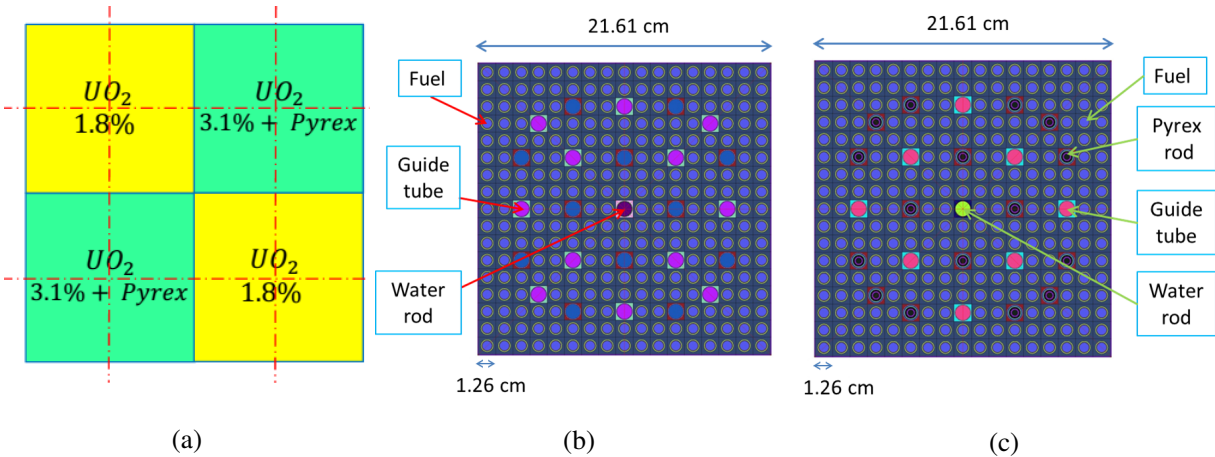 UO₂
1.8%
UO₂
3.1% + Pyrex
UO₂
3.1% + Pyrex
UO₂
1.8%
(a)
21.61 cm
Fuel
Guide
tube
Water
rod
1.26 cm
(b)
21.61 cm
Fuel
Pyrex
rod
Guide
tube
Water
rod
1.26 cm
(c)